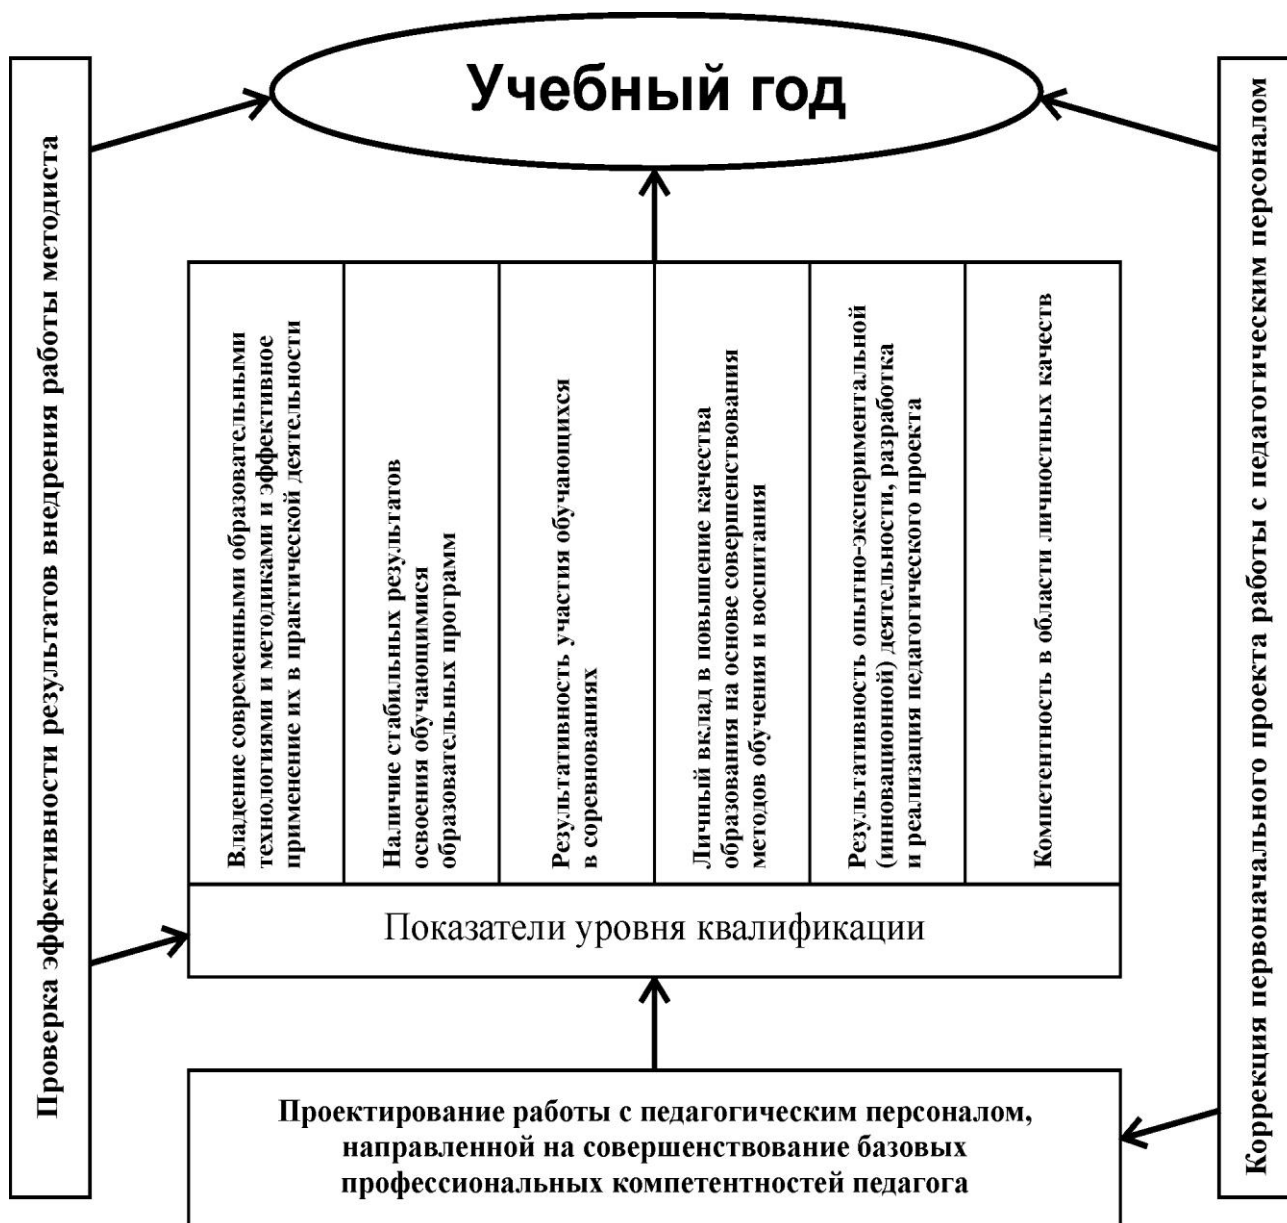 Учебный год
Проверка эффективности результатов внедрения работы методиста
Владение современными образовательными
технологиями и методиками и эффективное
применение их в практической деятельности
Наличие стабильных результатов
освоения обучающимися
образовательных программ
Результативность участия обучающихся
в соревнованиях
Личный вклад в повышение качества
образования на основе совершенствования
методов обучения и воспитания
Результативность опытно-экспериментальной
(инновационной) деятельности, разработка
и реализация педагогического проекта
Компетентность в области личностных качеств
Коррекция первоначального проекта работы с педагогическим персоналом
Показатели уровня квалификации
Проектирование работы с педагогическим персоналом,
направленной на совершенствование базовых
профессиональных компетентностей педагога